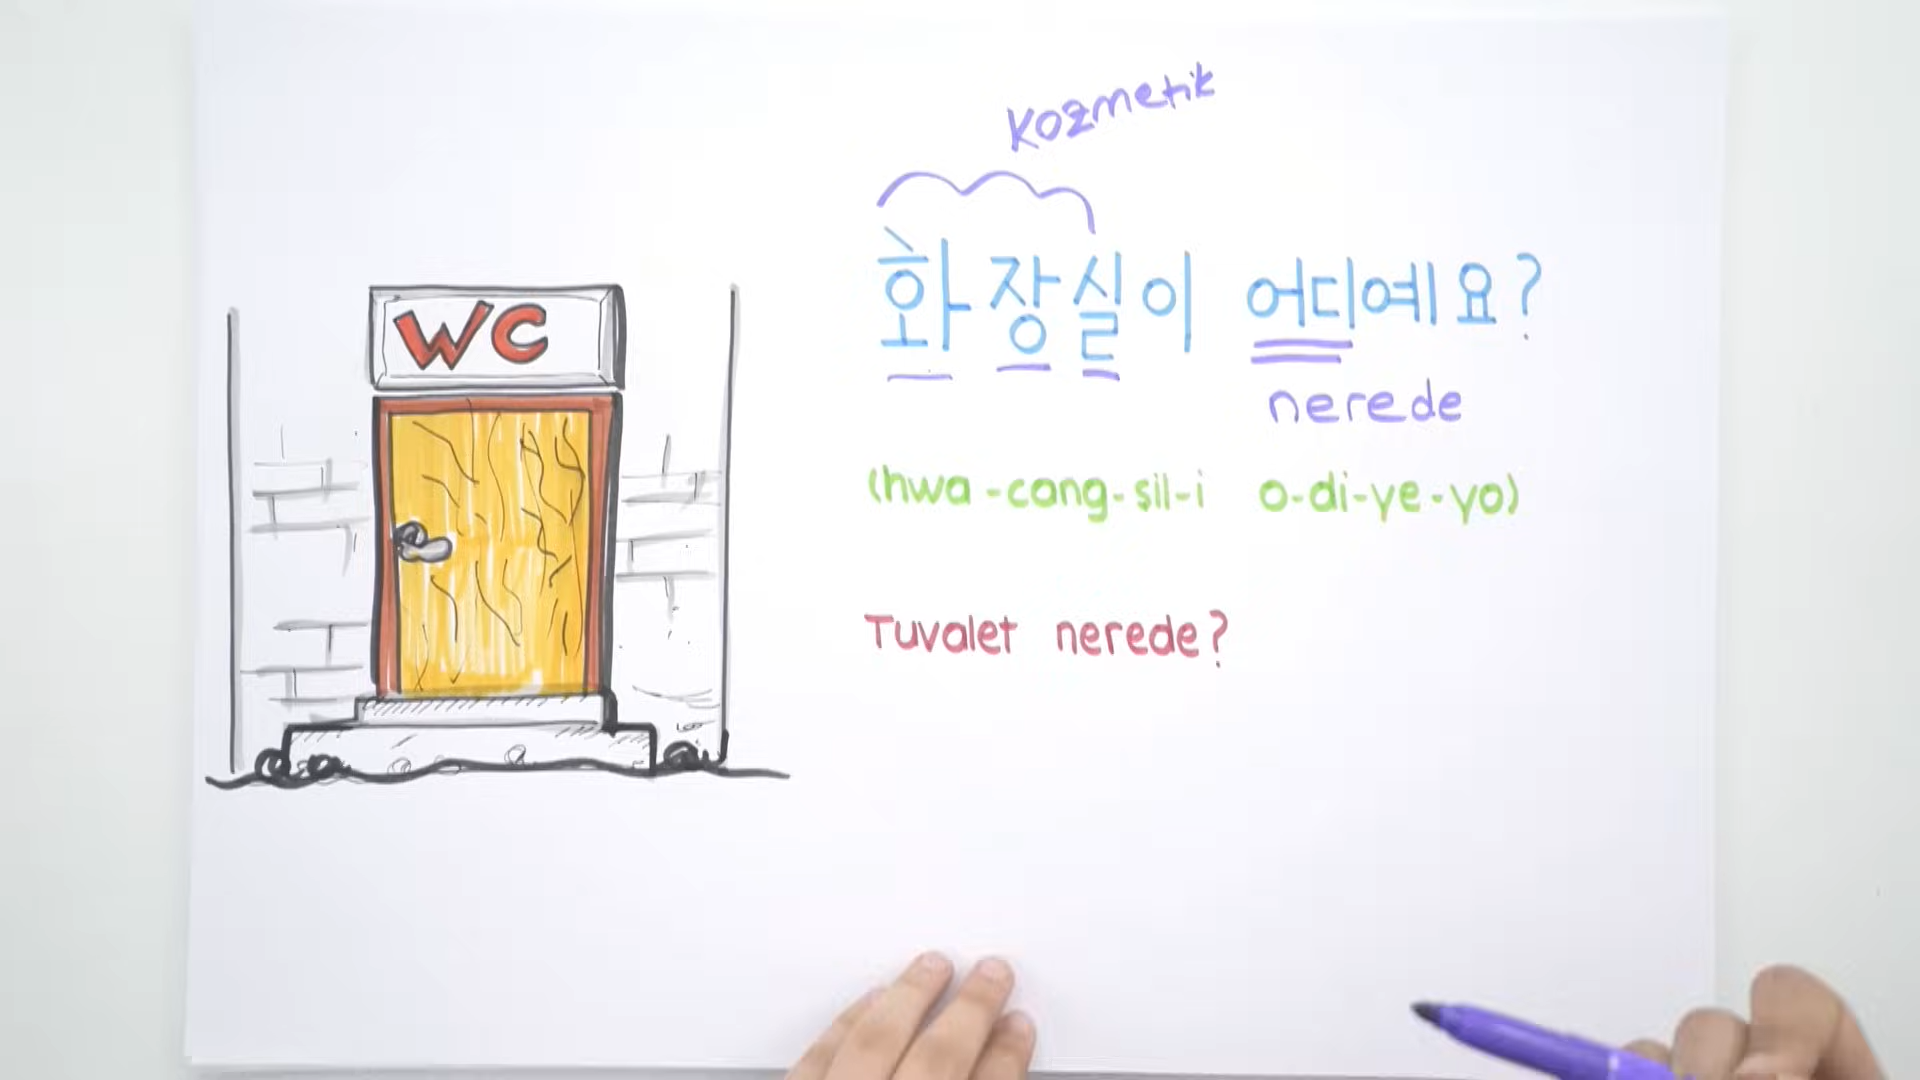 Kozmetik
화장실이 어디예요?
nerede
(hwa-cang-sil-i o-di-ye-yo)
Tuvalet nerede?
WC